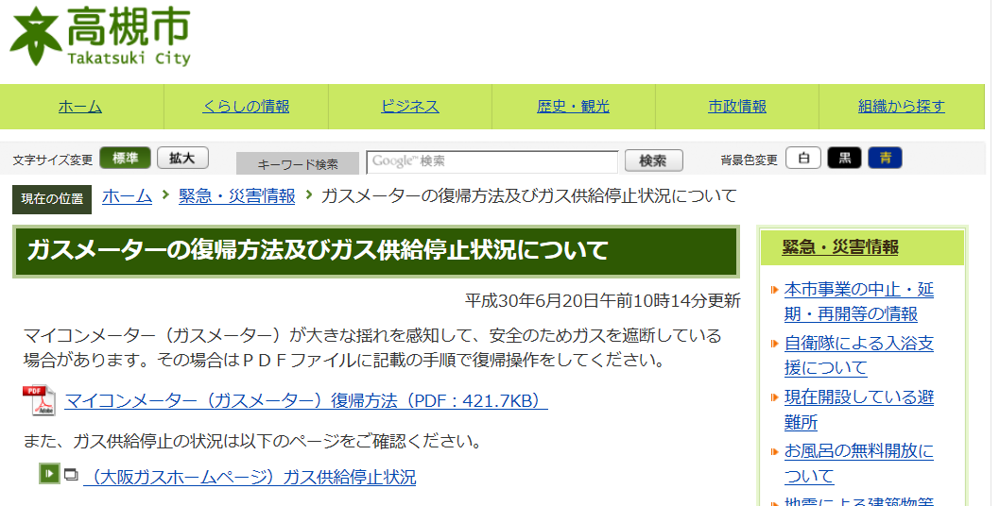 高槻市
Takatsuki City
ホーム くらしの情報 ビジネス 歴史・観光 市政情報 組織から探す
文字サイズ変更 標準 拡大 キーワード検索 Google™ 検索 検索 背景色変更 白 黒 青
現在の位置 ホーム 緊急・災害情報 ガスメーターの復帰方法及びガス供給停止状況について
ガスメーターの復帰方法及びガス供給停止状況について
平成30年6月20日午前10時14分更新
マイコンメーター（ガスメーター）が大きな揺れを感知して、安全のためガスを遮断している
場合があります。その場合はＰＤＦファイルに記載の手順で復帰操作をしてください。
PDF Adobe マイコンメーター（ガスメーター）復帰方法（PDF：421.7KB）
また、ガス供給停止の状況は以下のページをご確認ください。
（大阪ガスホームページ）ガス供給停止状況
緊急・災害情報
本市事業の中止・延
期・再開等の情報
自衛隊による入浴支
援について
現在開設している避
難所
お風呂の無料開放に
ついて
地震による建築物等